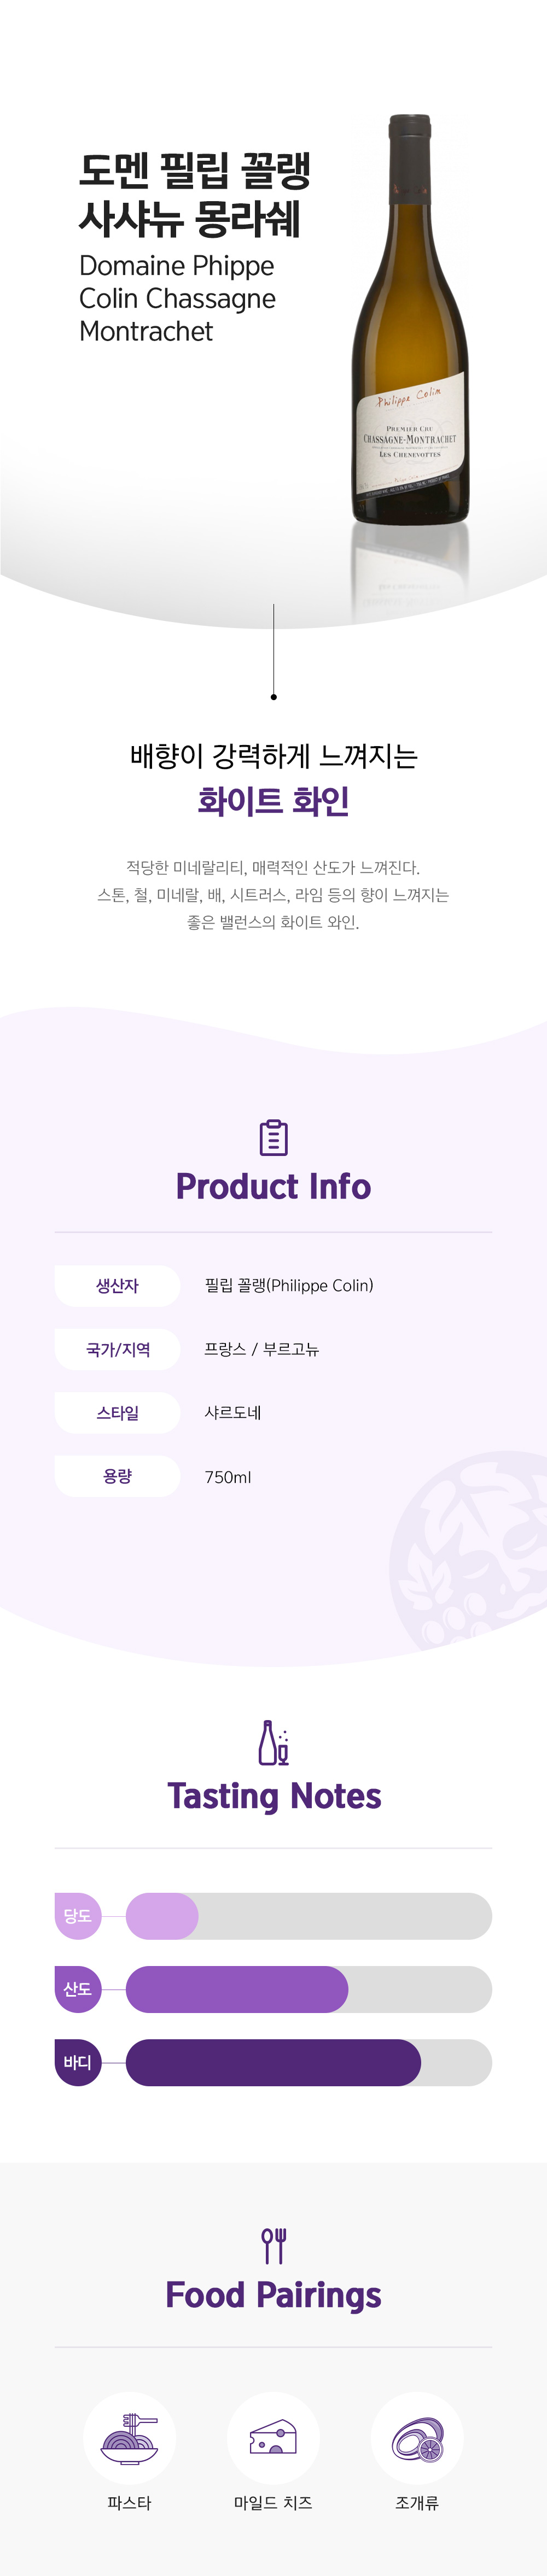 도멘 필립 꼴랭
사샤뉴 몽라쉐
Domaine Phippe
Colin Chassagne
Montrachet
Philippe Colin
PREMIER CRU
CHASSAGNE-MONTRACHET
LES CHENEVOTTES
배향이 강력하게 느껴지는
화이트 화인
적당한 미네랄리티, 매력적인 산도가 느껴진다.
스톤, 철, 미네랄, 배, 시트러스, 라임 등의 향이 느껴지는
좋은 밸런스의 화이트 와인.
Product Info
생산자 필립 꼴랭(Philippe Colin)
국가/지역 프랑스 / 부르고뉴
스타일 샤르도네
용량 750ml
Tasting Notes
당도
산도
바디
Food Pairings
파스타 마일드 치즈 조개류